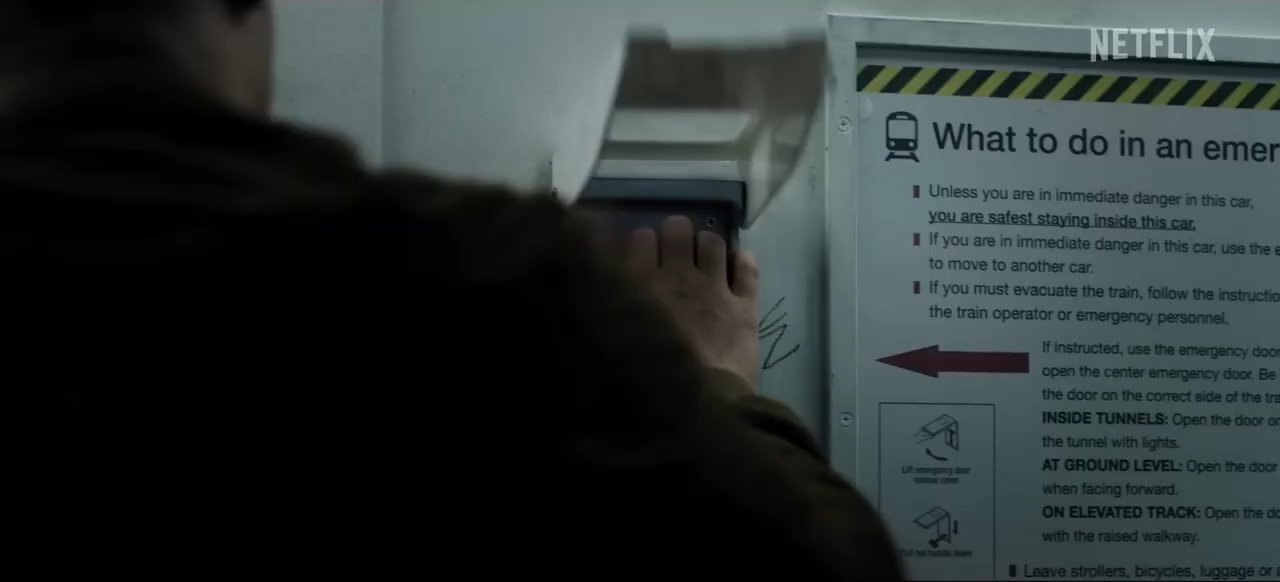 NETFLIX
What to do in an emer
Unless you are in immediate danger in this car,
you are safest staying inside this car.
If you are in immediate danger in this car, use the e
to move to another car.
If you must evacuate the train, follow the instructio
the train operator or emergency personnel.
If instructed, use the emergency door
open the center emergency door. Be
the door on the correct side of the tra
INSIDE TUNNELS: Open the door or
the tunnel with lights.
AT GROUND LEVEL: Open the door
when facing forward.
ON ELEVATED TRACK: Open the do
with the raised walkway.
Lift emergency door
release cover
Leave strollers, bicycles, luggage or a